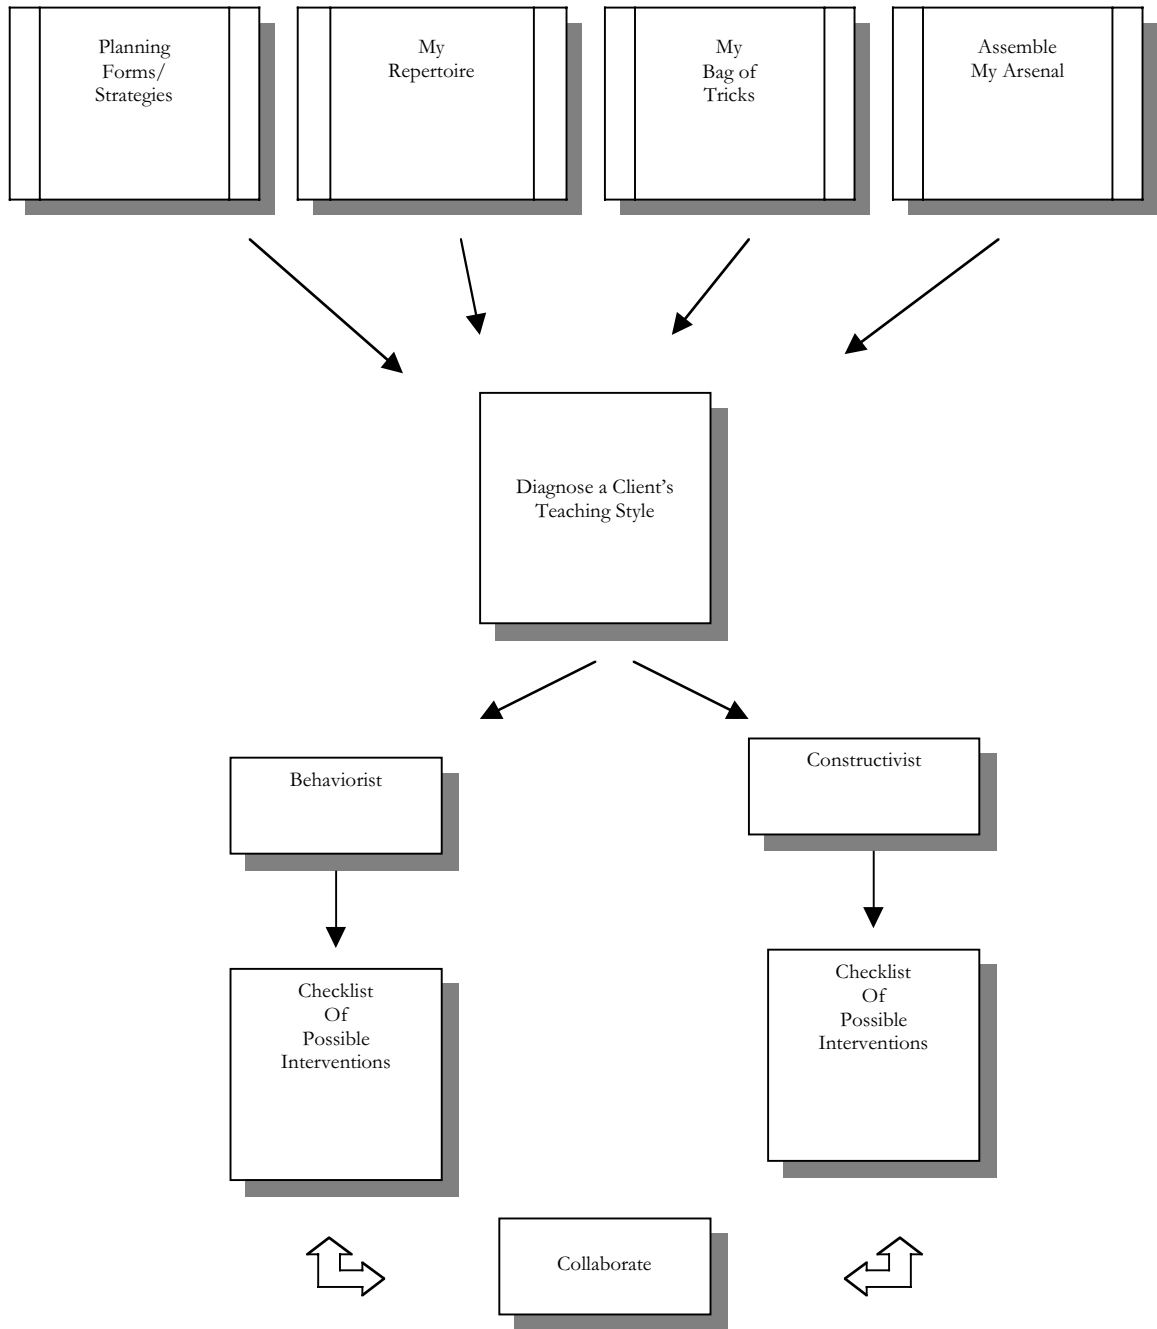 Planning
Forms/
Strategies
My
Repertoire
My
Bag of
Tricks
Assemble
My Arsenal
Diagnose a Client’s
Teaching Style
Behaviorist
Constructivist
Checklist
Of
Possible
Interventions
Checklist
Of
Possible
Interventions
Collaborate